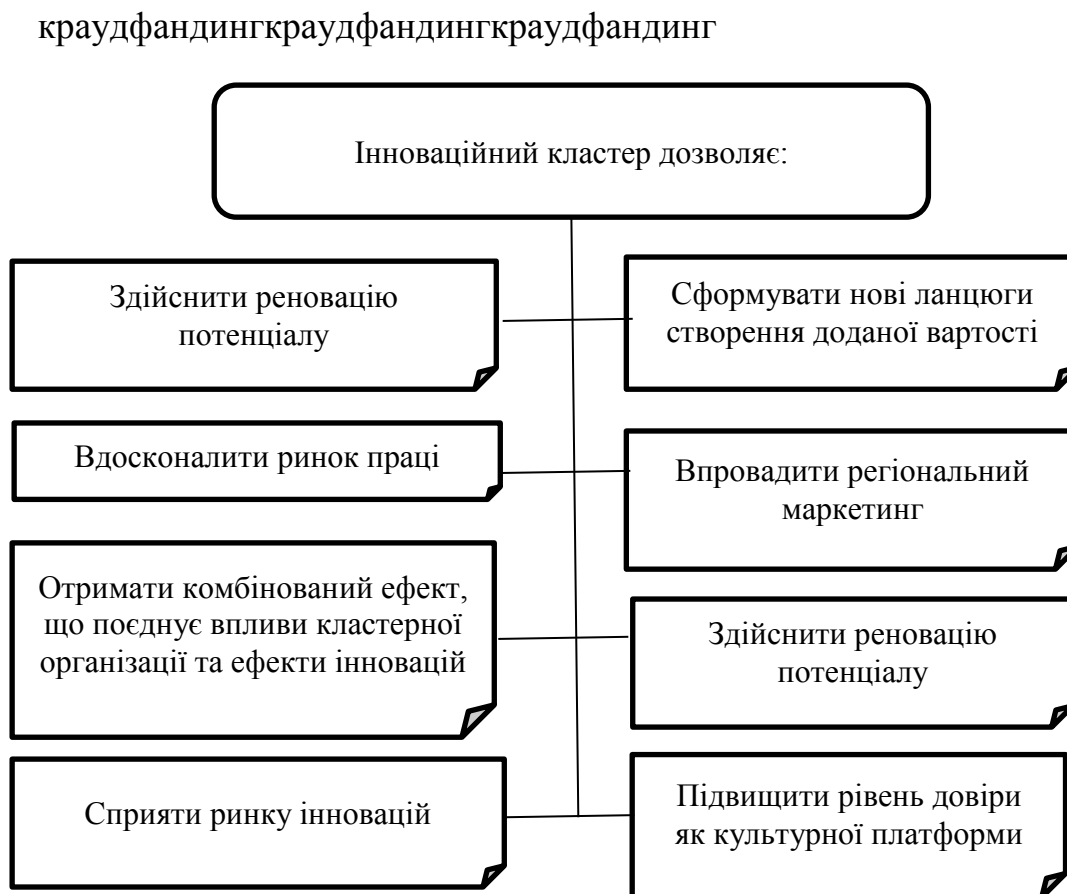 краудфандингкраудфандингкраудфандинг
Інноваційний кластер дозволяє:
Здійснити реновацію
потенціалу
Сформувати нові ланцюги
створення доданої вартості
Вдосконалити ринок праці
Впровадити регіональний
маркетинг
Отримати комбінований ефект,
що поєднує впливи кластерної
організації та ефекти інновацій
Здійснити реновацію
потенціалу
Сприяти ринку інновацій
Підвищити рівень довіри
як культурної платформи